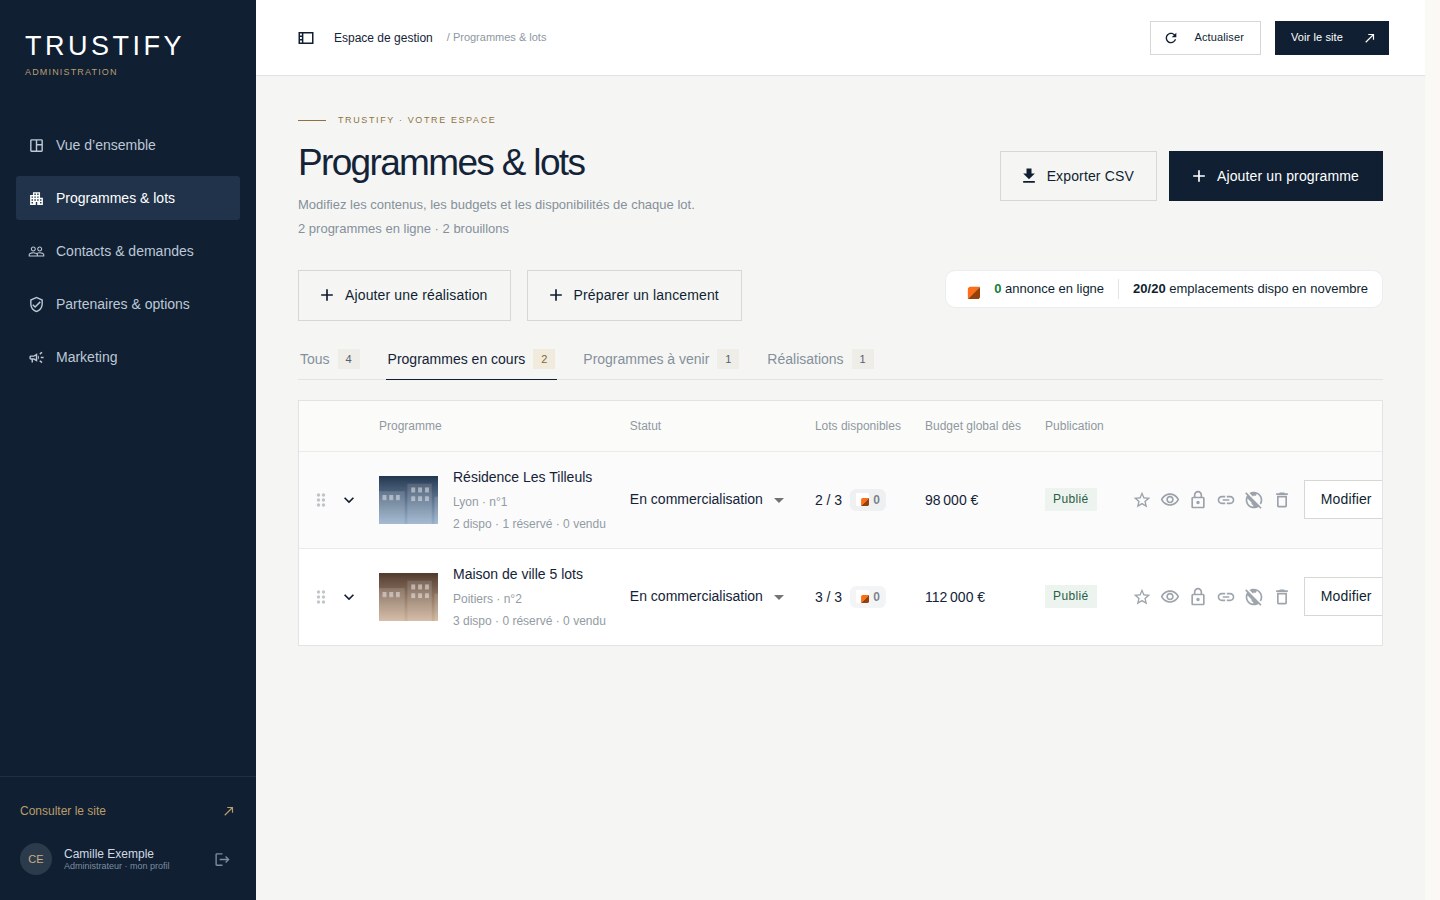 TRUSTIFY
ADMINISTRATION
Vue d’ensemble
Programmes & lots
Contacts & demandes
Partenaires & options
Marketing
Consulter le site
CE
Camille Exemple
Administrateur · mon profil
Espace de gestion / Programmes & lots
Actualiser
Voir le site
TRUSTIFY · VOTRE ESPACE
Programmes & lots
Modifiez les contenus, les budgets et les disponibilités de chaque lot.
2 programmes en ligne · 2 brouillons
Exporter CSV
Ajouter un programme
Ajouter une réalisation
Préparer un lancement
0 annonce en ligne
20/20 emplacements dispo en novembre
Tous 4
Programmes en cours 2
Programmes à venir 1
Réalisations 1
Programme Statut Lots disponibles Budget global dès Publication
Résidence Les Tilleuls
Lyon · n°1
2 dispo · 1 réservé · 0 vendu
En commercialisation
2 / 3 0
98 000 €
Publié
Modifier
Maison de ville 5 lots
Poitiers · n°2
3 dispo · 0 réservé · 0 vendu
En commercialisation
3 / 3 0
112 000 €
Publié
Modifier